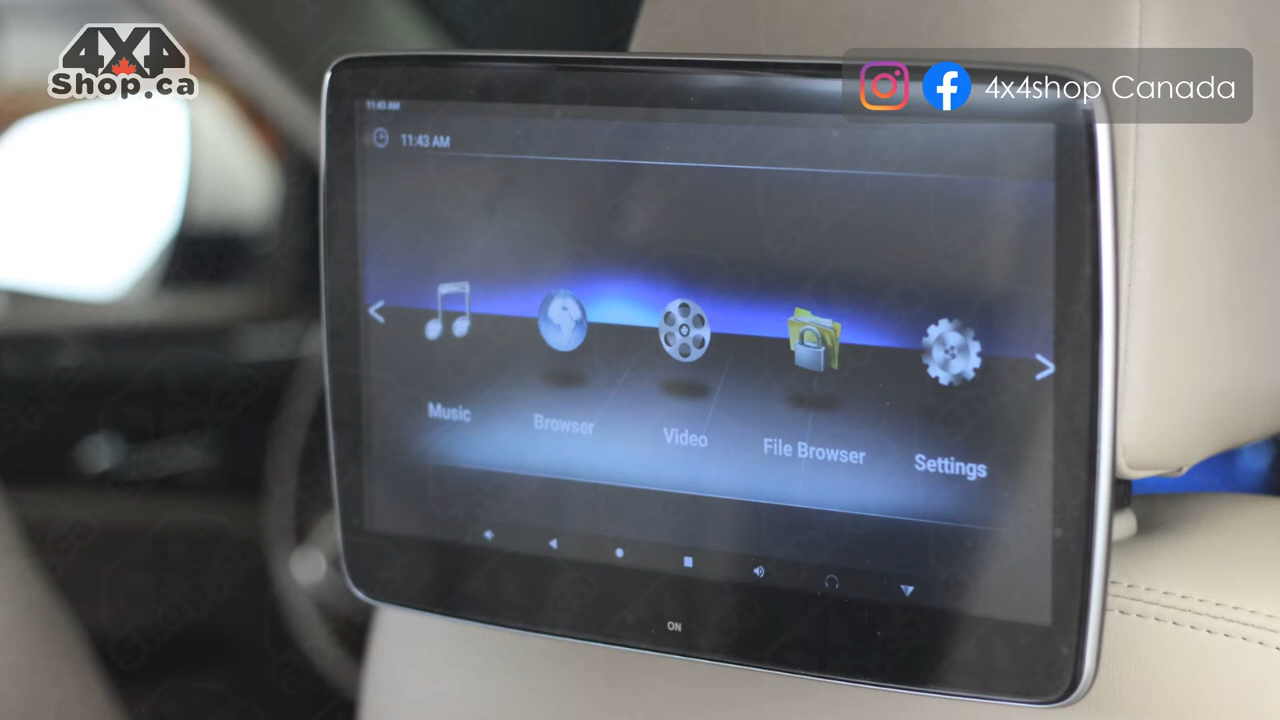 4X4
Shop.ca
4x4shop Canada
11:43 AM
11:43 AM
Music
Browser
Video
File Browser
Settings
ON